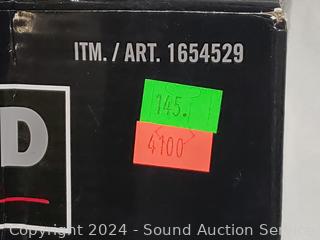 ITM. / ART. 1654529
145.
4100
D
Copyright © 2024 - Sound Auction Service